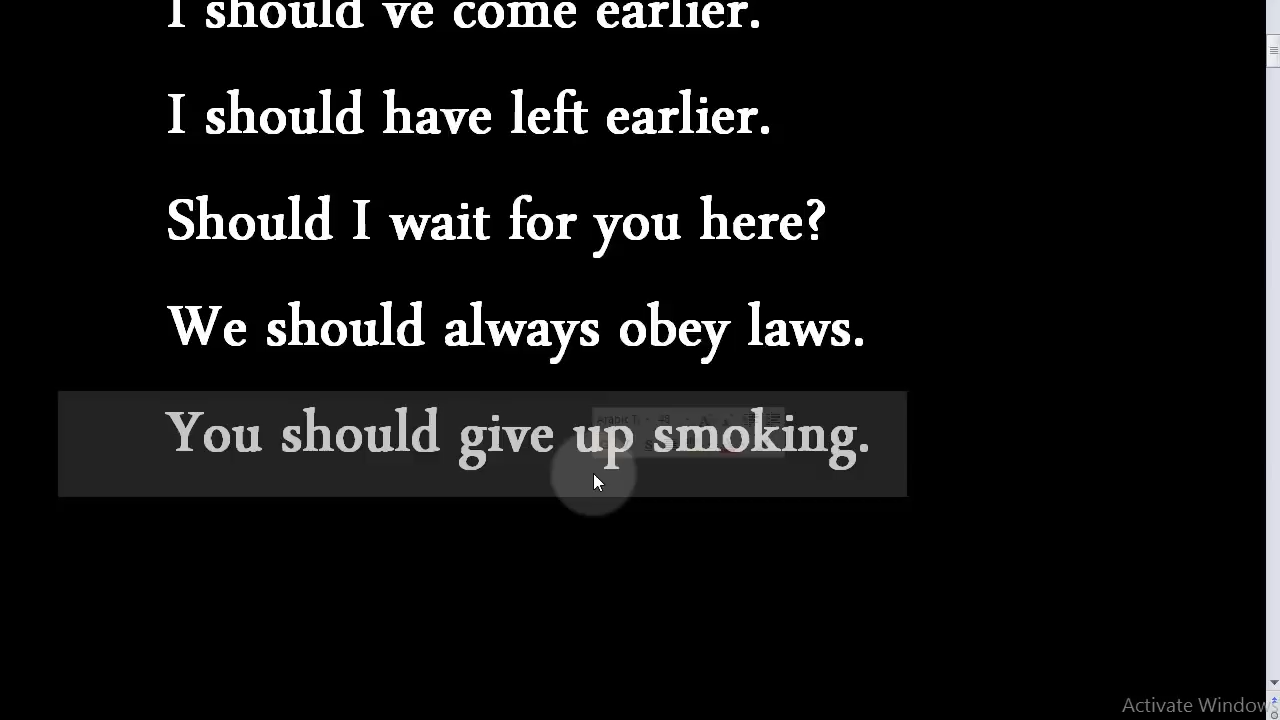 I should've come earlier.
I should have left earlier.
Should I wait for you here?
We should always obey laws.
You should give up smoking.
Activate Windows